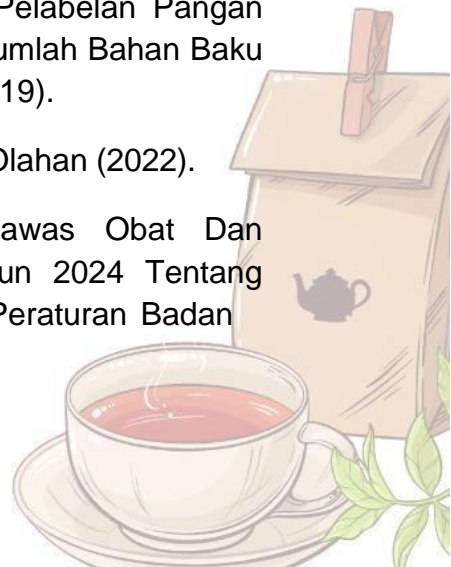 Pelabelan Pangan
umlah Bahan Baku
19).
Olahan (2022).
awas Obat Dan
un 2024 Tentang
Peraturan Badan